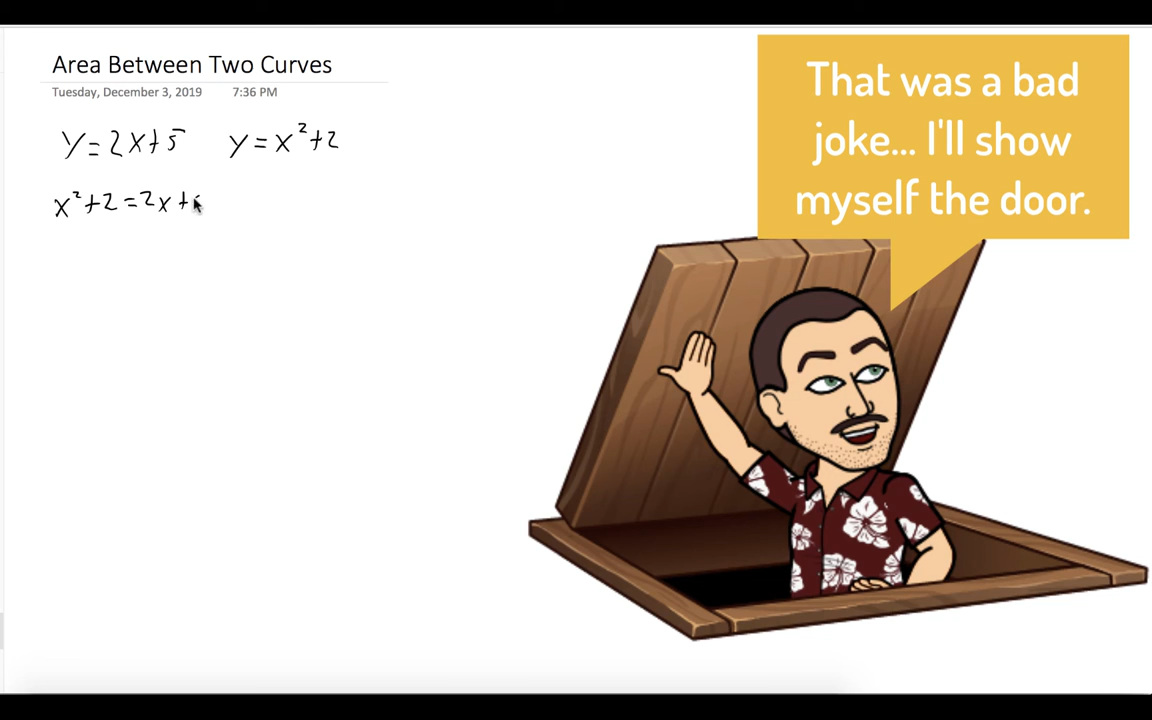 Area Between Two Curves
Tuesday, December 3, 2019 7:36 PM
y = 2x+5 y = x²+2
x²+2 = 2x+
That was a bad
joke... I'll show
myself the door.